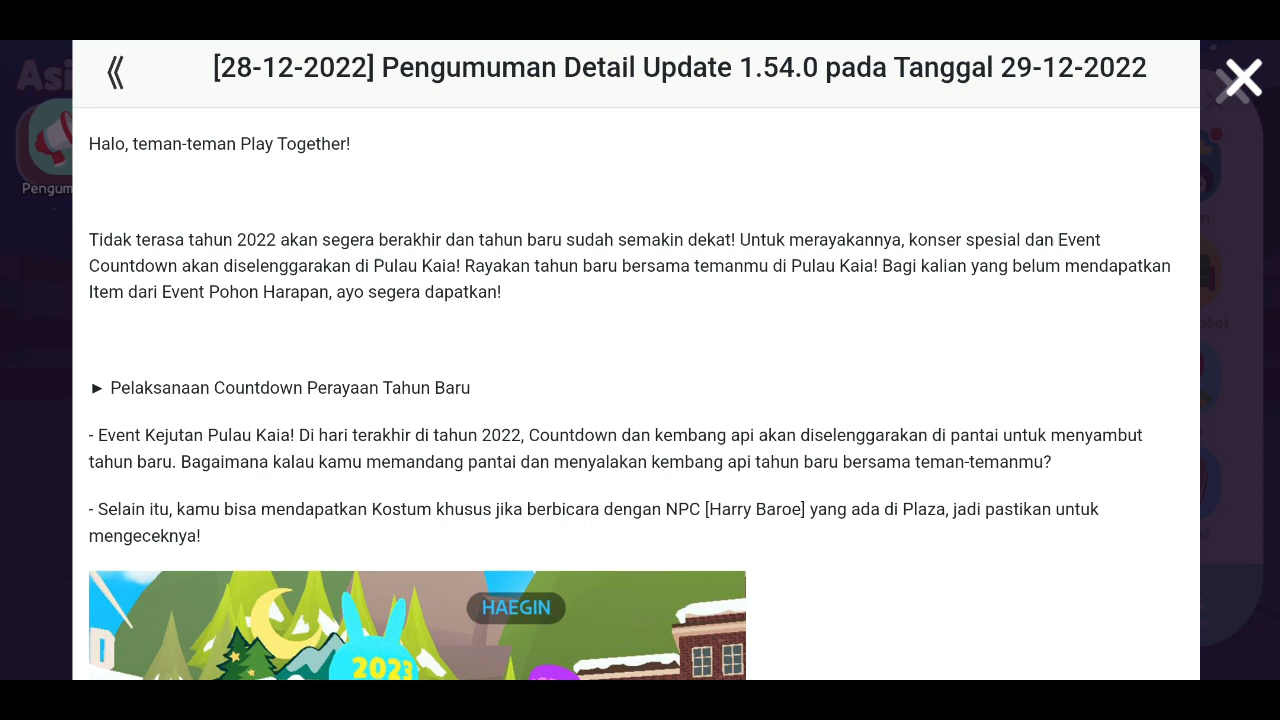 [28-12-2022] Pengumuman Detail Update 1.54.0 pada Tanggal 29-12-2022
Halo, teman-teman Play Together!
Tidak terasa tahun 2022 akan segera berakhir dan tahun baru sudah semakin dekat! Untuk merayakannya, konser spesial dan Event
Countdown akan diselenggarakan di Pulau Kaia! Rayakan tahun baru bersama temanmu di Pulau Kaia! Bagi kalian yang belum mendapatkan
Item dari Event Pohon Harapan, ayo segera dapatkan!
► Pelaksanaan Countdown Perayaan Tahun Baru
- Event Kejutan Pulau Kaia! Di hari terakhir di tahun 2022, Countdown dan kembang api akan diselenggarakan di pantai untuk menyambut
tahun baru. Bagaimana kalau kamu memandang pantai dan menyalakan kembang api tahun baru bersama teman-temanmu?
- Selain itu, kamu bisa mendapatkan Kostum khusus jika berbicara dengan NPC [Harry Baroe] yang ada di Plaza, jadi pastikan untuk
mengeceknya!
HAEGIN
2023
Asi
Pengum